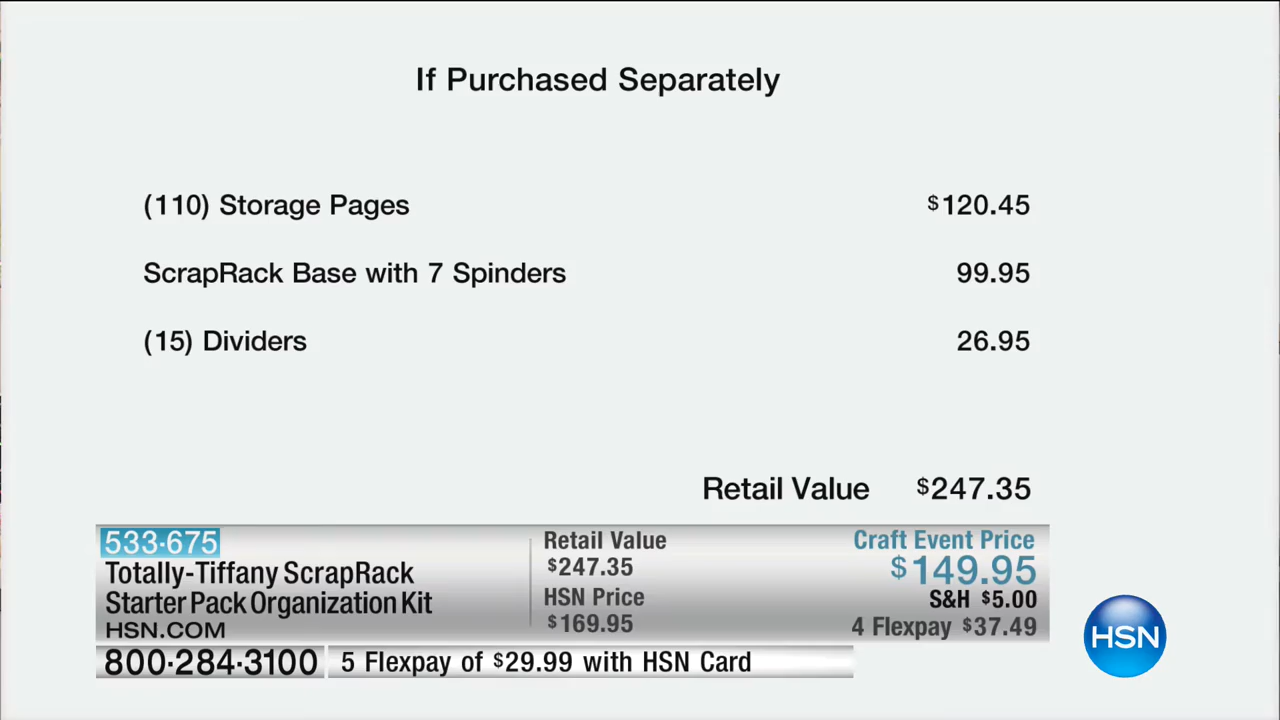 If Purchased Separately
(110) Storage Pages $120.45
ScrapRack Base with 7 Spinders 99.95
(15) Dividers 26.95
Retail Value $247.35
533·675
Totally-Tiffany ScrapRack
Starter Pack Organization Kit
HSN.COM
Retail Value
$247.35
HSN Price
$169.95
Craft Event Price
$149.95
S&H $5.00
4 Flexpay $37.49
800·284·3100
5 Flexpay of $29.99 with HSN Card
HSN